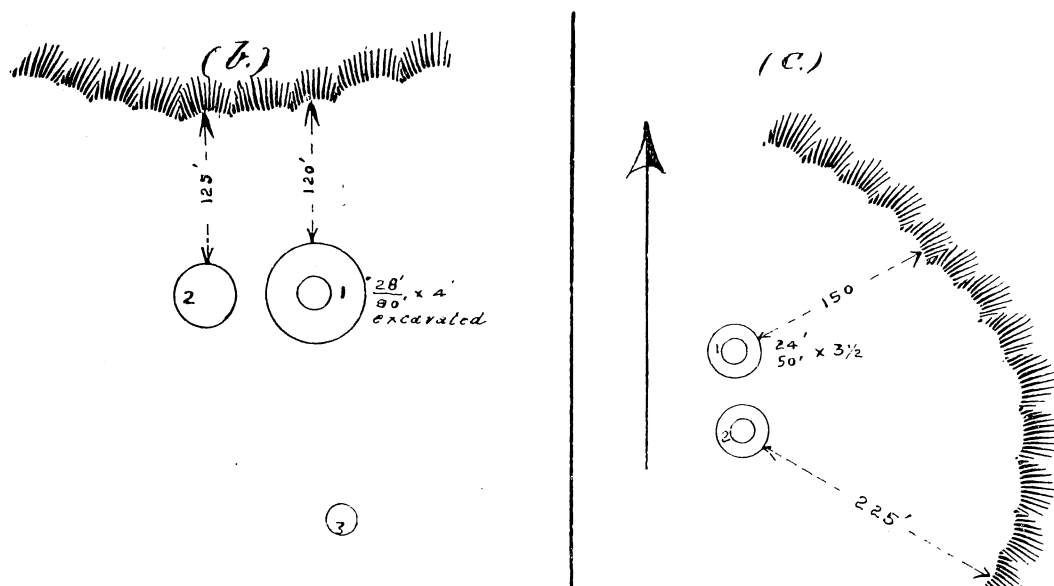 (b.)
125'
120'
2
1
28'
80' × 4'
excavated
3
(c.)
150
1
24'
50' × 3½
2
225'